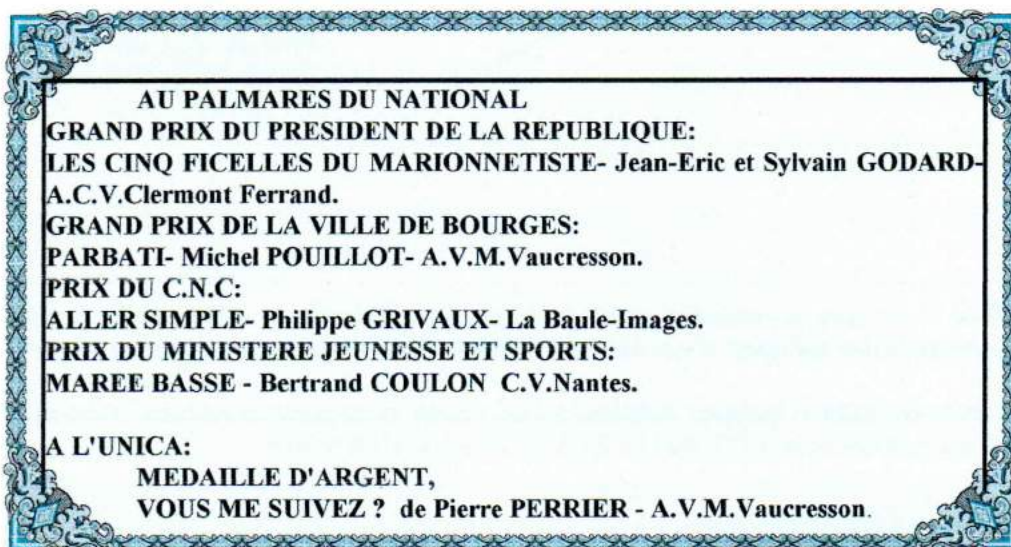 AU PALMARES DU NATIONAL
GRAND PRIX DU PRESIDENT DE LA REPUBLIQUE:
LES CINQ FICELLES DU MARIONNETISTE- Jean-Eric et Sylvain GODARD-
A.C.V.Clermont Ferrand.
GRAND PRIX DE LA VILLE DE BOURGES:
PARBATI- Michel POUILLOT- A.V.M.Vaucresson.
PRIX DU C.N.C:
ALLER SIMPLE- Philippe GRIVAUX- La Baule-Images.
PRIX DU MINISTERE JEUNESSE ET SPORTS:
MAREE BASSE - Bertrand COULON C.V.Nantes.
A L'UNICA:
MEDAILLE D'ARGENT,
VOUS ME SUIVEZ ? de Pierre PERRIER - A.V.M.Vaucresson.